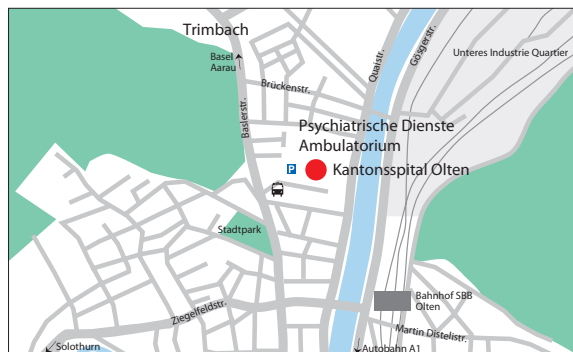 Trimbach
Basel
Aarau
Baslerstr.
Brückenstr.
Quaistr.
Gösgerstr.
Unteres Industrie Quartier
Psychiatrische Dienste
Ambulatorium
P
Kantonsspital Olten
Stadtpark
Ziegelfeldstr.
Bahnhof SBB
Olten
Martin Distelistr.
Solothurn
Autobahn A1